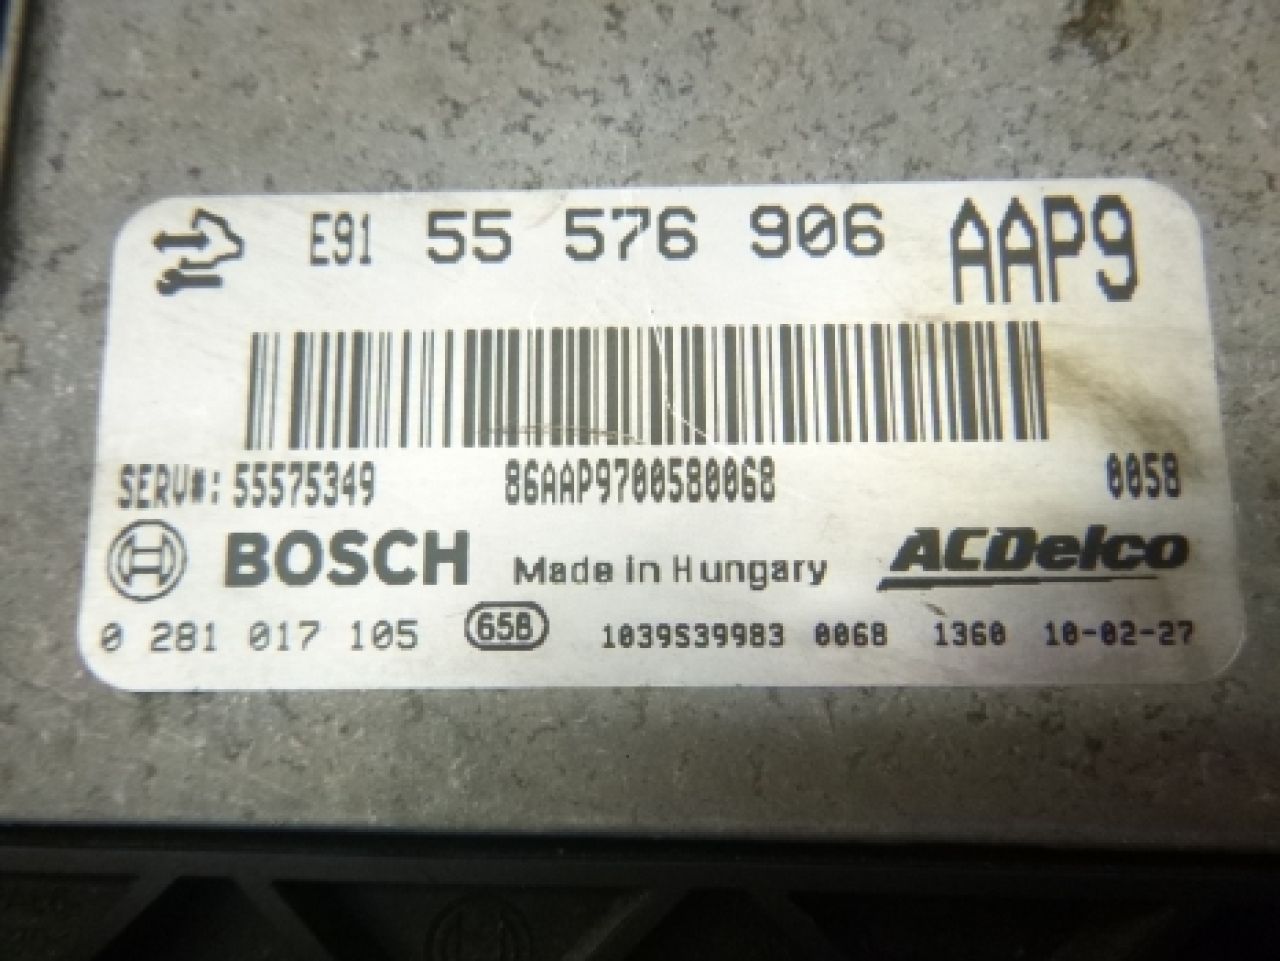 E91 55 576 906 AAP9
SERV#: 55575349 86AAP9700580068 0058
BOSCH Made in Hungary ACDelco
0 281 017 105 65B 1039S39983 0068 1360 10-02-27